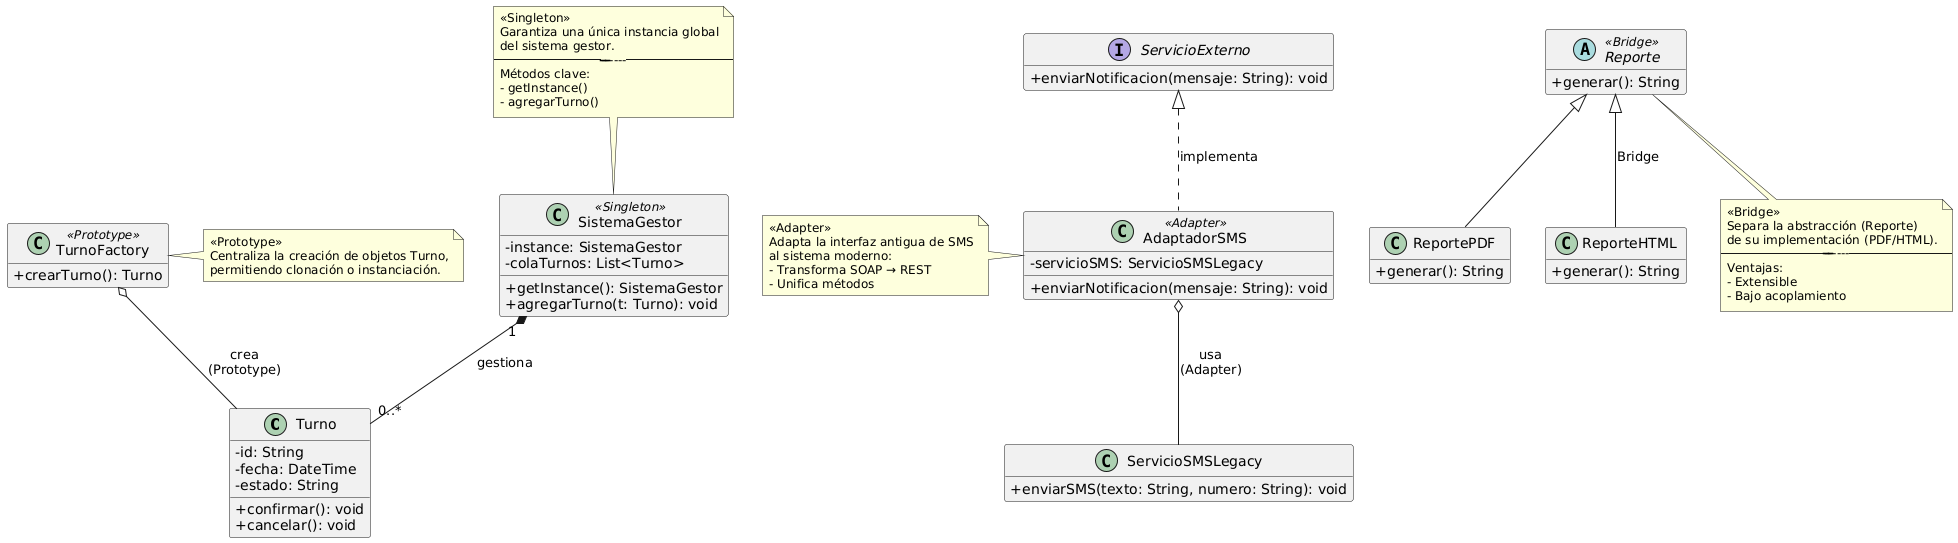 «Singleton»
Garantiza una única instancia global
del sistema gestor.
Métodos clave:
- getInstance()
- agregarTurno()
«Prototype»
TurnoFactory
+crearTurno(): Turno
«Prototype»
Centraliza la creación de objetos Turno,
permitiendo clonación o instanciación.
«Singleton»
SistemaGestor
-instance: SistemaGestor
-colaTurnos: List<Turno>
+getInstance(): SistemaGestor
+agregarTurno(t: Turno): void
1
gestiona
0..*
crea
(Prototype)
Turno
-id: String
-fecha: DateTime
-estado: String
+confirmar(): void
+cancelar(): void
ServicioExterno
+enviarNotificacion(mensaje: String): void
implementa
«Adapter»
Adapta la interfaz antigua de SMS
al sistema moderno:
- Transforma SOAP → REST
- Unifica métodos
«Adapter»
AdaptadorSMS
-servicioSMS: ServicioSMSLegacy
+enviarNotificacion(mensaje: String): void
usa
(Adapter)
ServicioSMSLegacy
+enviarSMS(texto: String, numero: String): void
«Bridge»
Reporte
+generar(): String
Bridge
ReportePDF
+generar(): String
ReporteHTML
+generar(): String
«Bridge»
Separa la abstracción (Reporte)
de su implementación (PDF/HTML).
Ventajas:
- Extensible
- Bajo acoplamiento
C
C
C
I
C
C
A
C
C